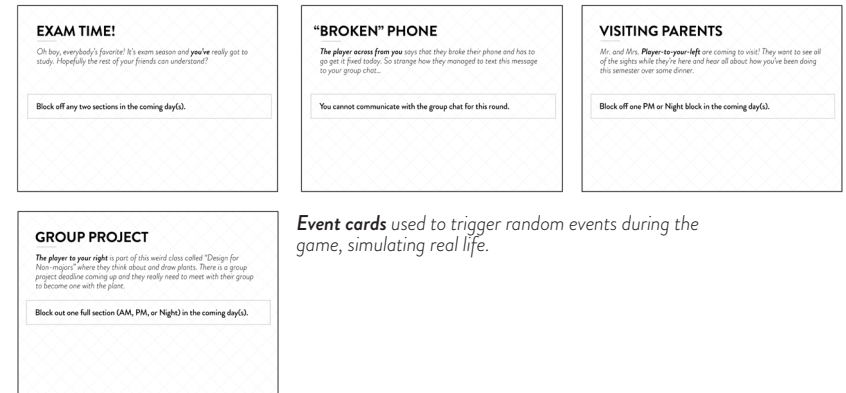 EXAM TIME!
Oh boy, everybody's favorite! It's exam season and you've really got to
study. Hopefully the rest of your friends can understand?
Block off any two sections in the coming day(s).
“BROKEN” PHONE
The player across from you says that they broke their phone and has to
go get it fixed today. So strange how they managed to text this message
to your group chat...
You cannot communicate with the group chat for this round.
VISITING PARENTS
Mr. and Mrs. Player-to-your-left are coming to visit! They want to see all
of the sights while they're here and hear all about how you've been doing
this semester over some dinner.
Block off one PM or Night block in the coming day(s).
GROUP PROJECT
The player to your right is part of this weird class called “Design for
Non-majors” where they think about and draw plants. There is a group
project deadline coming up and they really need to meet with their group
to become one with the plant.
Block out one full section (AM, PM, or Night) in the coming day(s).
Event cards used to trigger random events during the
game, simulating real life.